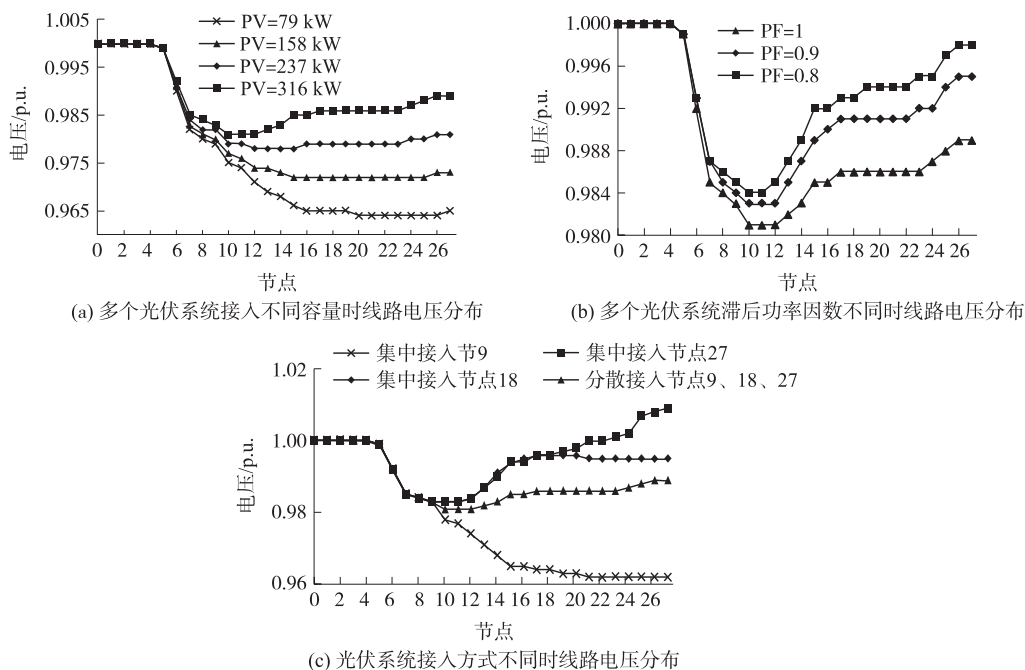 1.005
0.995
0.985
0.975
0.965
电压/p.u.
PV=79 kW
PV=158 kW
PV=237 kW
PV=316 kW
0 2 4 6 8 10 12 14 16 18 20 22 24 26
节点
(a) 多个光伏系统接入不同容量时线路电压分布
1.000
0.996
0.992
0.988
0.984
0.980
电压/p.u.
PF=1
PF=0.9
PF=0.8
0 2 4 6 8 10 12 14 16 18 20 22 24 26
节点
(b) 多个光伏系统滞后功率因数不同时线路电压分布
集中接入节9
集中接入节点27
集中接入节点18
分散接入节点9、18、27
1.02
1.00
0.98
0.96
电压/p.u.
0 2 4 6 8 10 12 14 16 18 20 22 24 26
节点
(c) 光伏系统接入方式不同时线路电压分布